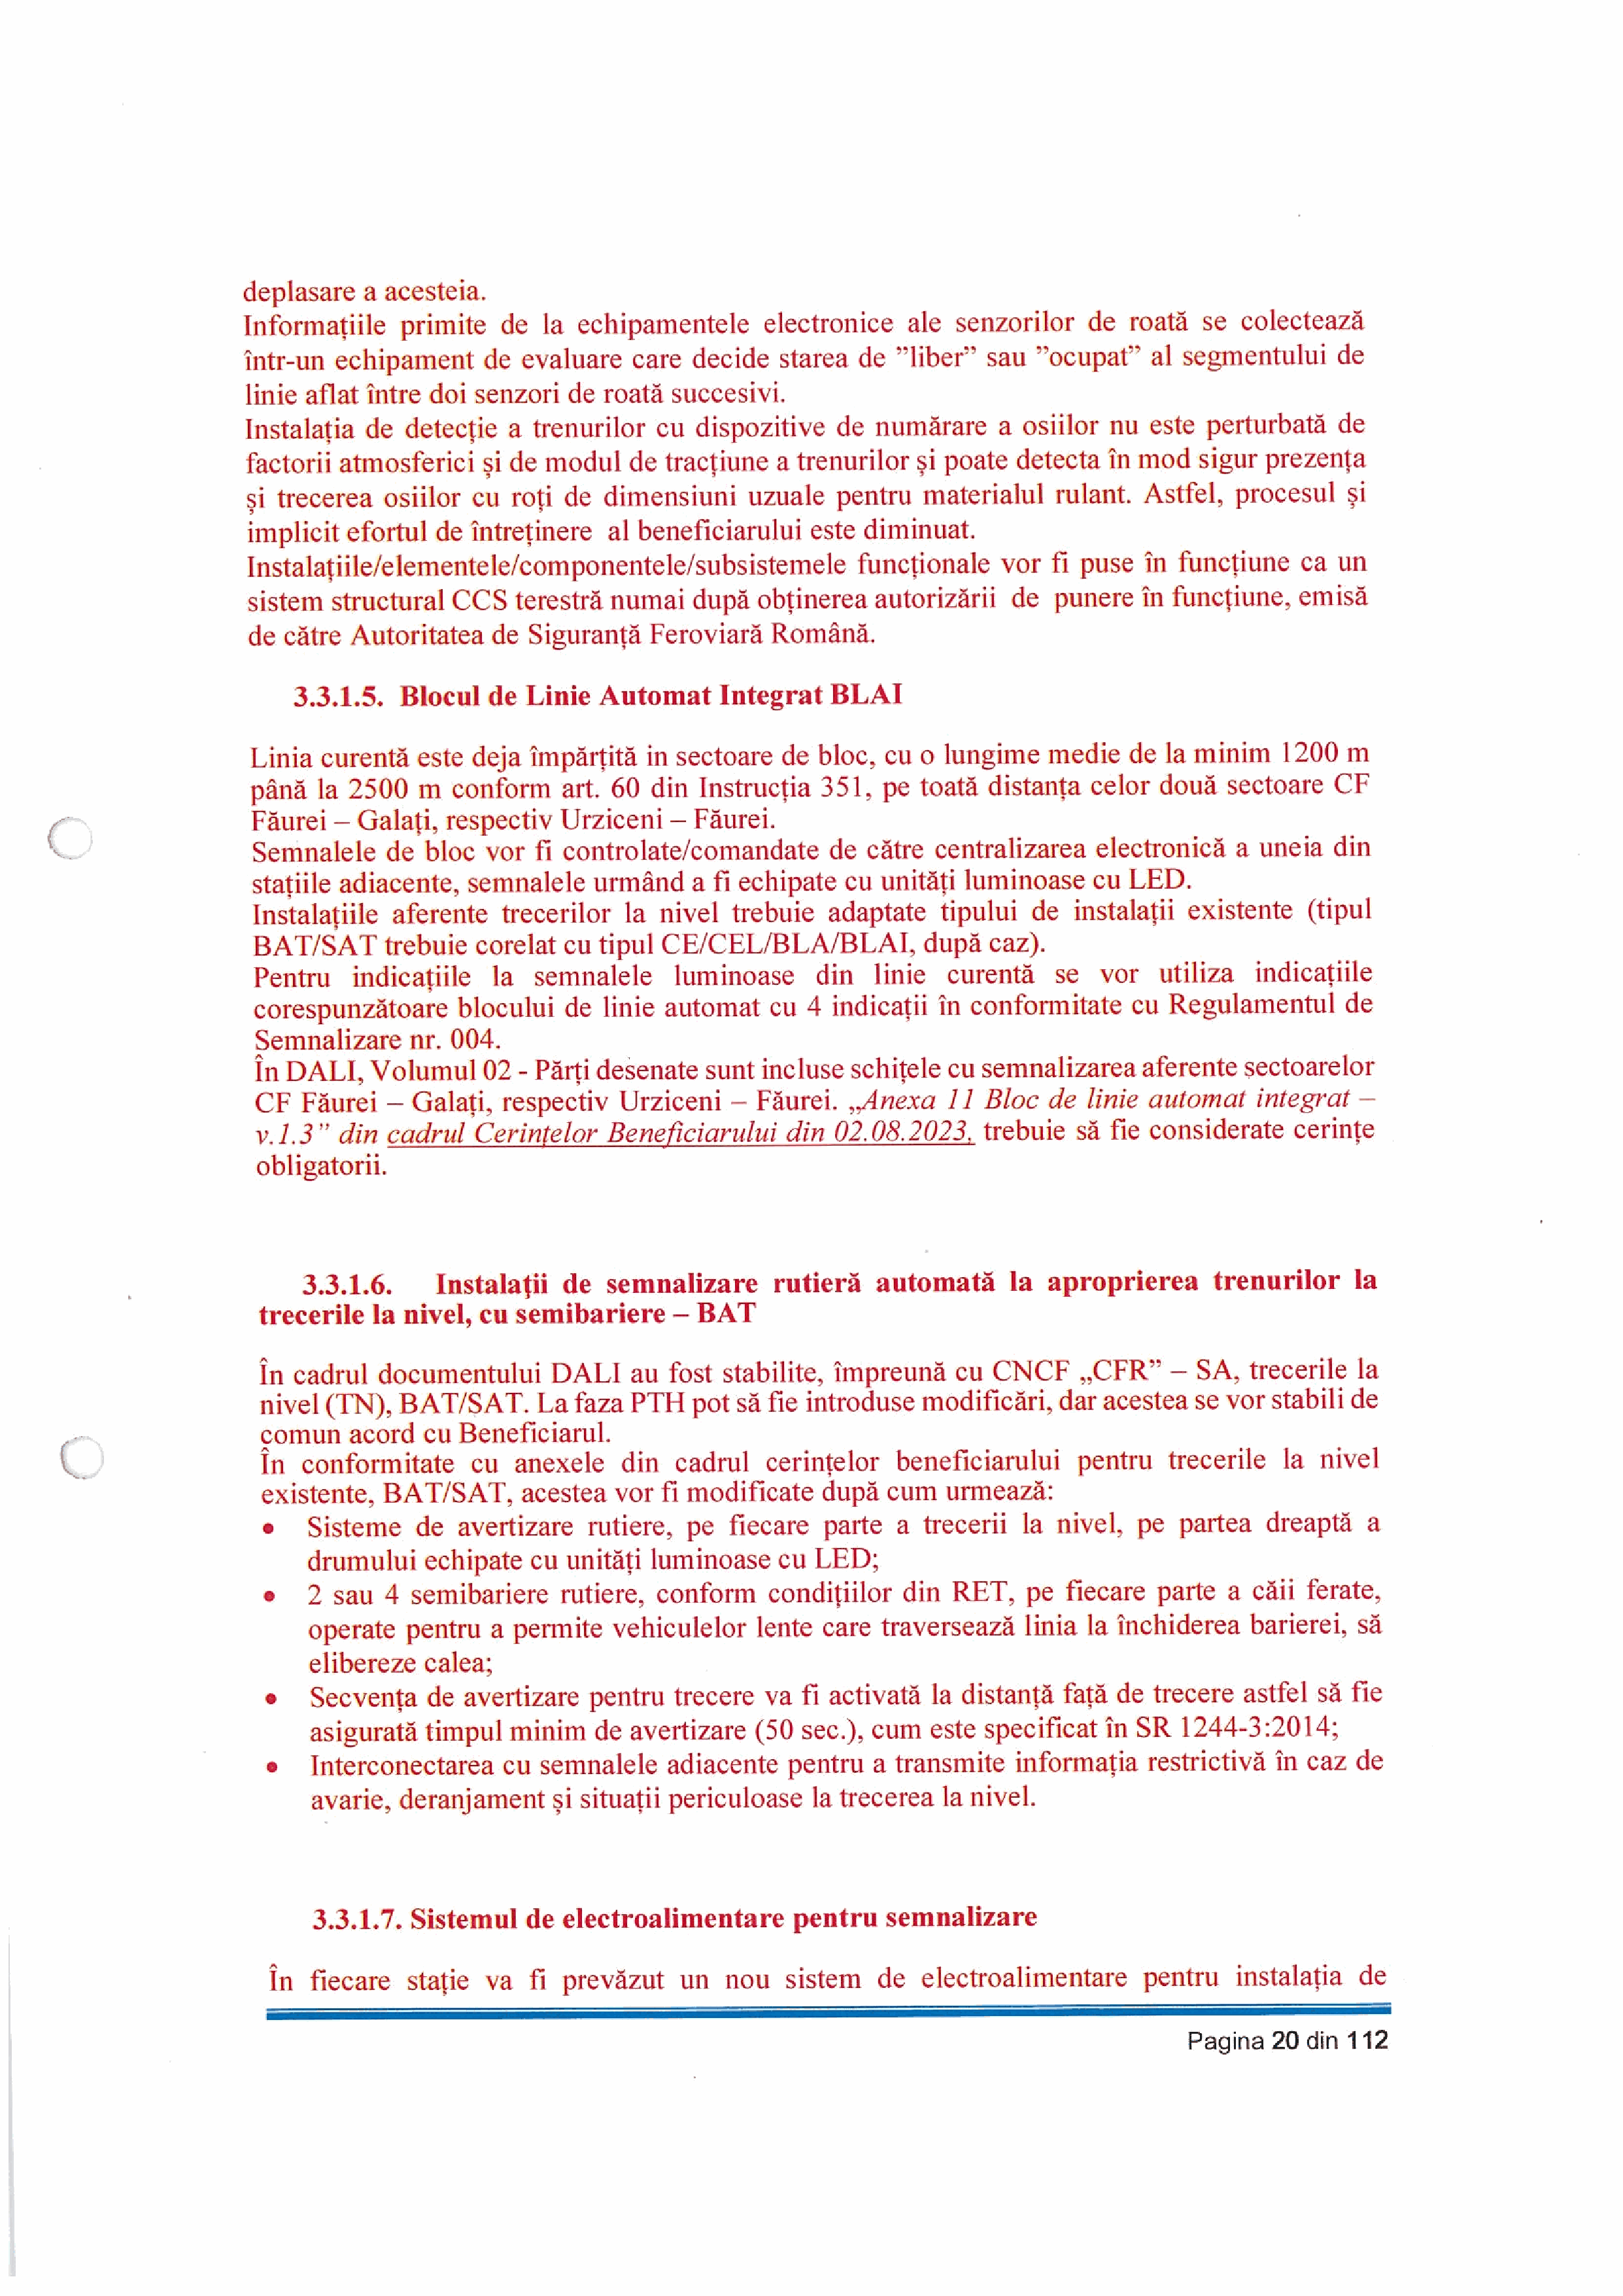 deplasare a acesteia.
Informațiile primite de la echipamentele electronice ale senzorilor de roată se colectează
într-un echipament de evaluare care decide starea de ”liber” sau ”ocupat” al segmentului de
linie aflat între doi senzori de roată succesivi.
Instalația de detecție a trenurilor cu dispozitive de numărare a osiilor nu este perturbată de
factorii atmosferici și de modul de tracțiune a trenurilor și poate detecta în mod sigur prezența
și trecerea osiilor cu roți de dimensiuni uzuale pentru materialul rulant. Astfel, procesul și
implicit efortul de întreținere al beneficiarului este diminuat.
Instalațiile/elementele/componentele/subsistemele funcționale vor fi puse în funcțiune ca un
sistem structural CCS terestră numai după obținerea autorizării de punere în funcțiune, emisă
de către Autoritatea de Siguranță Feroviară Română.
3.3.1.5. Blocul de Linie Automat Integrat BLAI
Linia curentă este deja împărțită in sectoare de bloc, cu o lungime medie de la minim 1200 m
până la 2500 m conform art. 60 din Instrucția 351, pe toată distanța celor două sectoare CF
Făurei – Galați, respectiv Urziceni – Făurei.
Semnalele de bloc vor fi controlate/comandate de către centralizarea electronică a uneia din
stațiile adiacente, semnalele urmând a fi echipate cu unități luminoase cu LED.
Instalațiile aferente trecerilor la nivel trebuie adaptate tipului de instalații existente (tipul
BAT/SAT trebuie corelat cu tipul CE/CEL/BLA/BLAI, după caz).
Pentru indicațiile la semnalele luminoase din linie curentă se vor utiliza indicațiile
corespunzătoare blocului de linie automat cu 4 indicații în conformitate cu Regulamentul de
Semnalizare nr. 004.
În DALI, Volumul 02 - Părți desenate sunt incluse schițele cu semnalizarea aferente sectoarelor
CF Făurei – Galați, respectiv Urziceni – Făurei. „Anexa 11 Bloc de linie automat integrat –
v.1.3” din cadrul Cerințelor Beneficiarului din 02.08.2023, trebuie să fie considerate cerințe
obligatorii.
3.3.1.6. Instalații de semnalizare rutieră automată la apropierea trenurilor la
trecerile la nivel, cu semibariere – BAT
În cadrul documentului DALI au fost stabilite, împreună cu CNCF „CFR” – SA, trecerile la
nivel (TN), BAT/SAT. La faza PTH pot să fie introduse modificări, dar acestea se vor stabili de
comun acord cu Beneficiarul.
În conformitate cu anexele din cadrul cerințelor beneficiarului pentru trecerile la nivel
existente, BAT/SAT, acestea vor fi modificate după cum urmează:
• Sisteme de avertizare rutiere, pe fiecare parte a trecerii la nivel, pe partea dreaptă a
drumului echipate cu unități luminoase cu LED;
• 2 sau 4 semibariere rutiere, conform condițiilor din RET, pe fiecare parte a căii ferate,
operate pentru a permite vehiculelor lente care traversează linia la închiderea barierei, să
elibereze calea;
• Secvența de avertizare pentru trecere va fi activată la distanță față de trecere astfel să fie
asigurată timpul minim de avertizare (50 sec.), cum este specificat în SR 1244-3:2014;
• Interconectarea cu semnalele adiacente pentru a transmite informația restrictivă în caz de
avarie, deranjament și situații periculoase la trecerea la nivel.
3.3.1.7. Sistemul de electroalimentare pentru semnalizare
În fiecare stație va fi prevăzut un nou sistem de electroalimentare pentru instalația de
Pagina 20 din 112